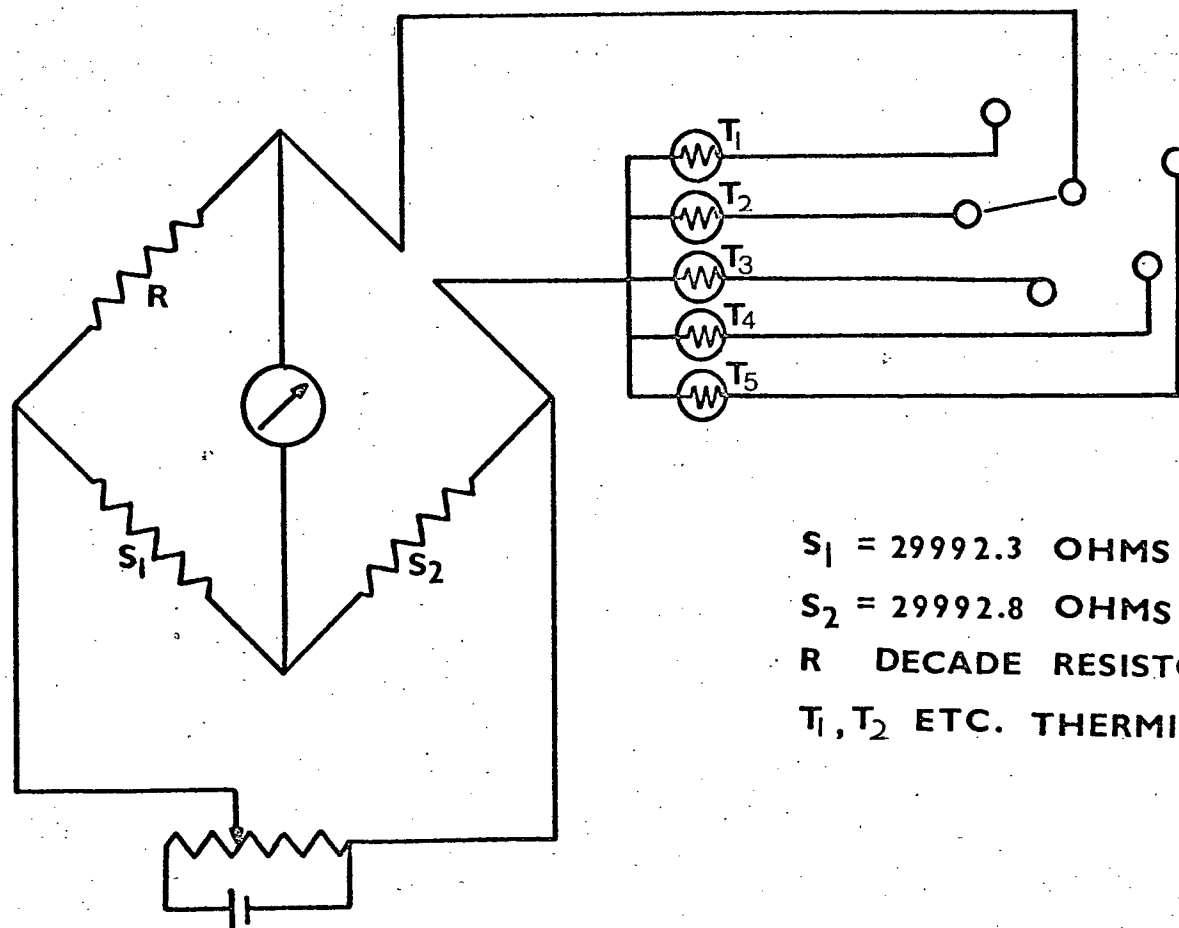 T1
T2
T3
T4
T5
R
S1
S2
S1 = 29992.3 OHMS
S2 = 29992.8 OHMS
R DECADE
T1, T2 ETC.